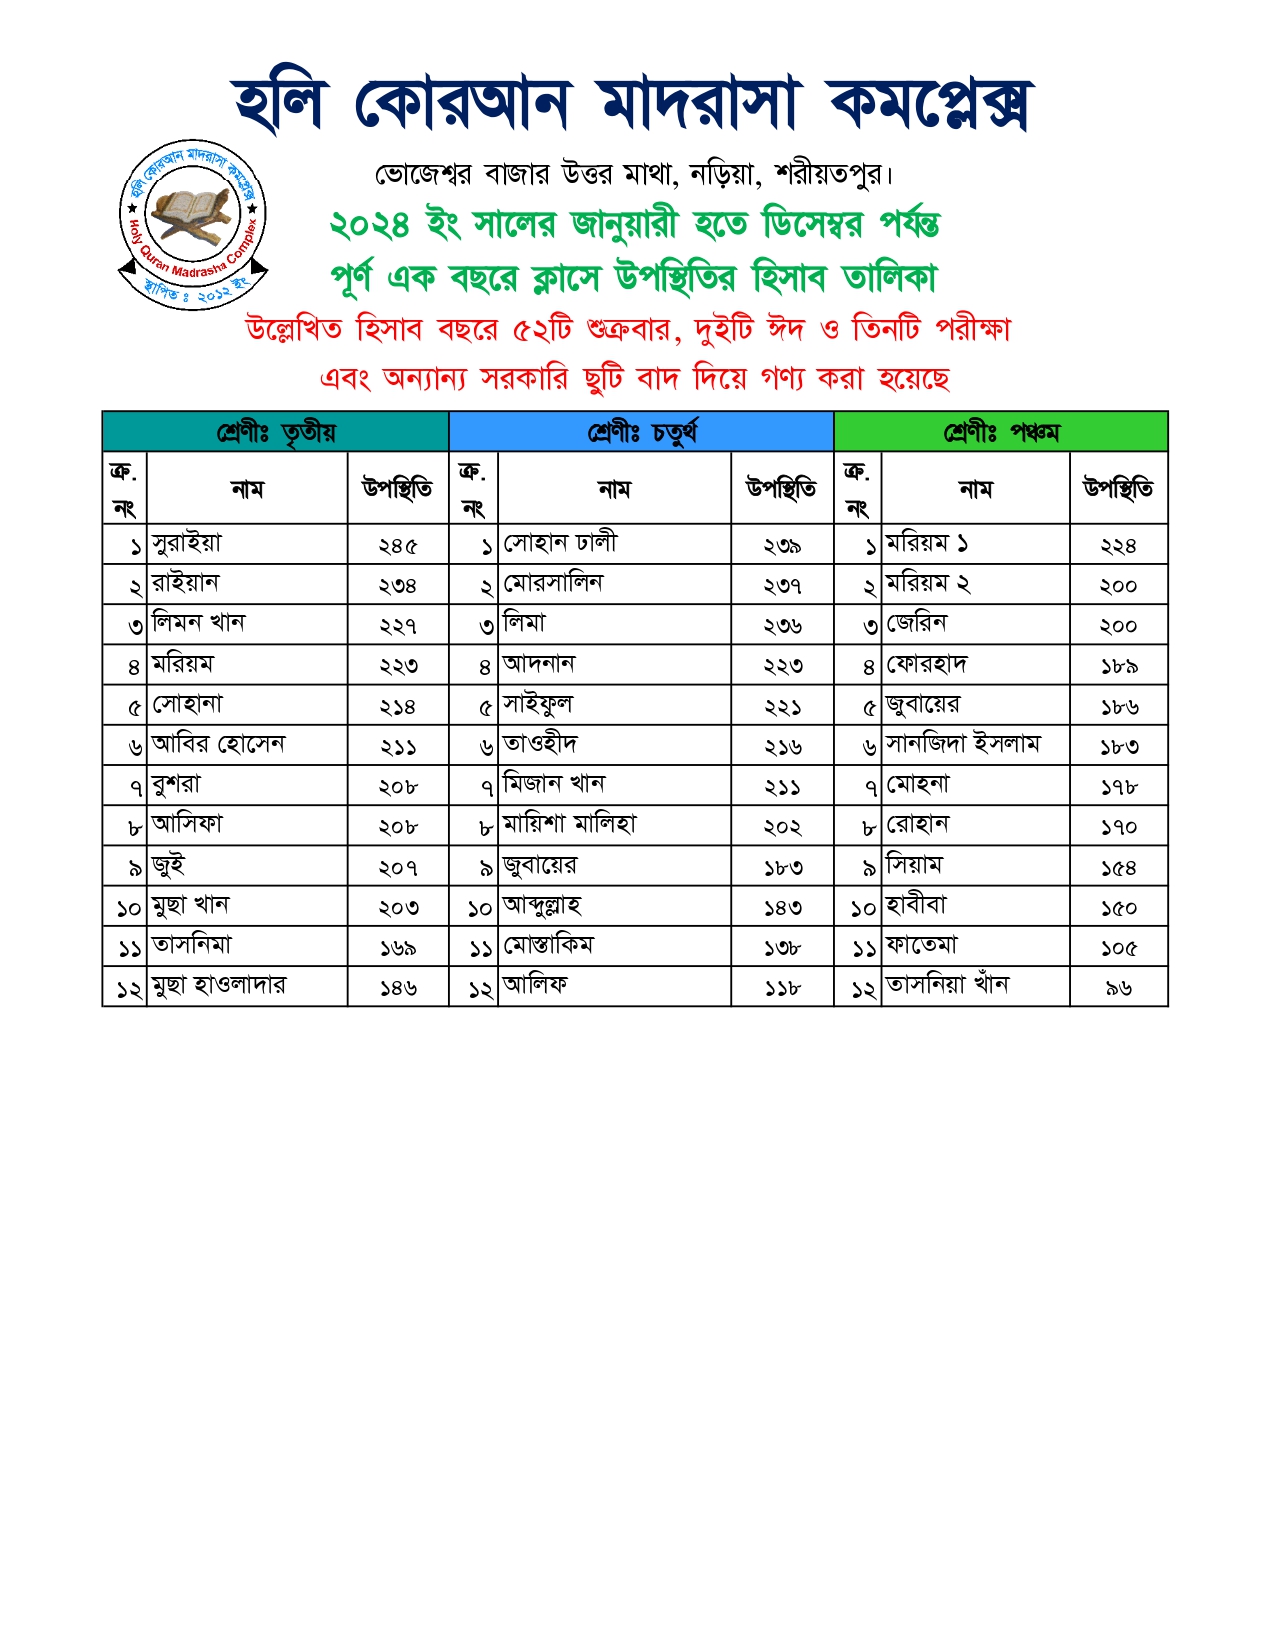 হলি কোরআন মাদরাসা কমপ্লেক্স
হলি কোরআন মাদরাসা কমপ্লেক্স
Holy Quran Madrasha Complex
স্থাপিত ঃ ২০১২ ইং
ভোজেশ্বর বাজার উত্তর মাথা, নড়িয়া, শরীয়তপুর।
২০২৪ ইং সালের জানুয়ারী হতে ডিসেম্বর পর্যন্ত
পূর্ণ এক বছরে ক্লাসে উপস্থিতির হিসাব তালিকা
উল্লেখিত হিসাব বছরে ৫২টি শুক্রবার, দুইটি ঈদ ও তিনটি পরীক্ষা
এবং অন্যান্য সরকারি ছুটি বাদ দিয়ে গণ্য করা হয়েছে
শ্রেণীঃ তৃতীয় শ্রেণীঃ চতুর্থ শ্রেণীঃ পঞ্চম
ক্র. নং নাম উপস্থিতি ক্র. নং নাম উপস্থিতি ক্র. নং নাম উপস্থিতি
১ সুরাইয়া ২৪৫ ১ সোহান ঢালী ২৩৯ ১ মরিয়ম ১ ২২৪
২ রাইয়ান ২৩৪ ২ মোরসালিন ২৩৭ ২ মরিয়ম ২ ২০০
৩ লিমন খান ২২৭ ৩ লিমা ২৩৬ ৩ জেরিন ২০০
৪ মরিয়ম ২২৩ ৪ আদনান ২২৩ ৪ ফোরহাদ ১৮৯
৫ সোহানা ২১৪ ৫ সাইফুল ২২১ ৫ জুবায়ের ১৮৬
৬ আবির হোসেন ২১১ ৬ তাওহীদ ২১৬ ৬ সানজিদা ইসলাম ১৮৩
৭ বুশরা ২০৮ ৭ মিজান খান ২১১ ৭ মোহনা ১৭৮
৮ আসিফা ২০৮ ৮ মায়িশা মালিহা ২০২ ৮ রোহান ১৭০
৯ জুই ২০৭ ৯ জুবায়ের ১৮৩ ৯ সিয়াম ১৫৪
১০ মুছা খান ২০৩ ১০ আব্দুল্লাহ ১৪৩ ১০ হাবীবা ১৫০
১১ তাসনিমা ১৬৯ ১১ মোস্তাকিম ১৩৮ ১১ ফাতেমা ১০৫
১২ মুছা হাওলাদার ১৪৬ ১২ আলিফ ১১৮ ১২ তাসনিয়া খাঁন ৯৬